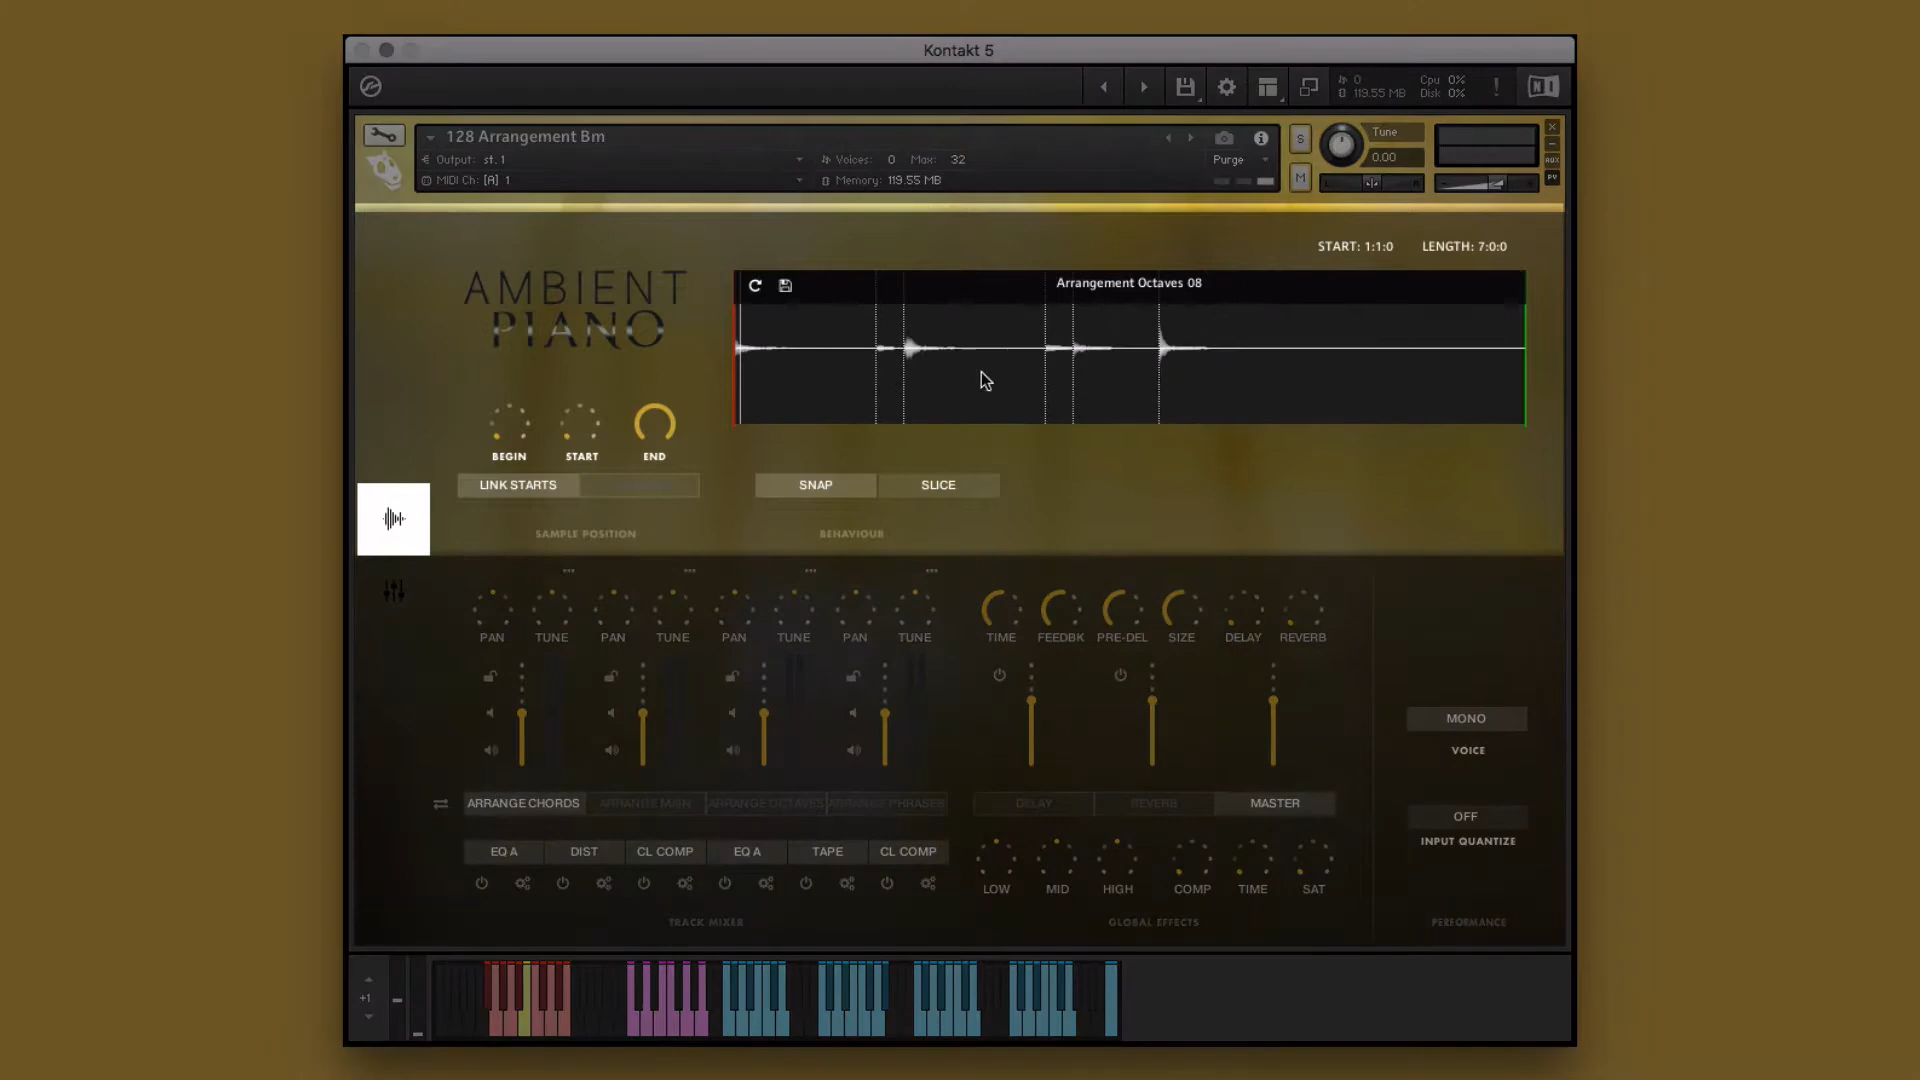 Kontakt 5
0
119.55 MB
Cpu 0%
Disk 0%
!
NI
128 Arrangement Bm
Output: st.1
Voices: 0 Max: 32
Purge
MIDI Ch: [A] 1
Memory: 119.55 MB
S
M
Tune
0.00
L
R
AUX
PV
START: 1:1:0
LENGTH: 7:0:0
AMBIENT
PIANO
Arrangement Octaves 08
BEGIN
START
END
LINK STARTS
SNAP
SLICE
SAMPLE POSITION
BEHAVIOUR
PAN
TUNE
PAN
TUNE
PAN
TUNE
PAN
TUNE
TIME
FEEDBK
PRE-DEL
SIZE
DELAY
REVERB
MONO
VOICE
ARRANGE CHORDS
ARRANGE MAIN
ARRANGE OCTAVES
ARRANGE PHRASES
DELAY
REVERB
MASTER
OFF
INPUT QUANTIZE
EQ A
DIST
CL COMP
EQ A
TAPE
CL COMP
LOW
MID
HIGH
COMP
TIME
SAT
TRACK MIXER
GLOBAL EFFECTS
PERFORMANCE
+1